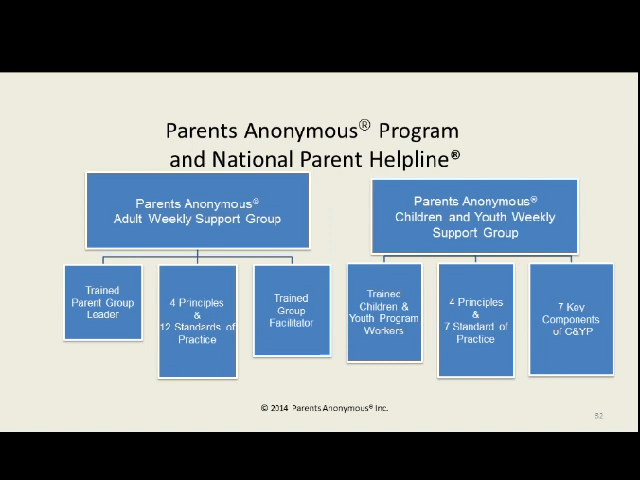 Parents Anonymous® Program
and National Parent Helpline®
Parents Anonymous®
Adult Weekly Support Group
Parents Anonymous®
Children and Youth Weekly
Support Group
Trained
Parent Group
Leader
4 Principles
&
12 Standards of
Practice
Trained
Group
Facilitator
Trained
Children &
Youth Program
Workers
4 Principles
&
7 Standard of
Practice
7 Key
Components
of C&YP
© 2014 Parents Anonymous® Inc.
52